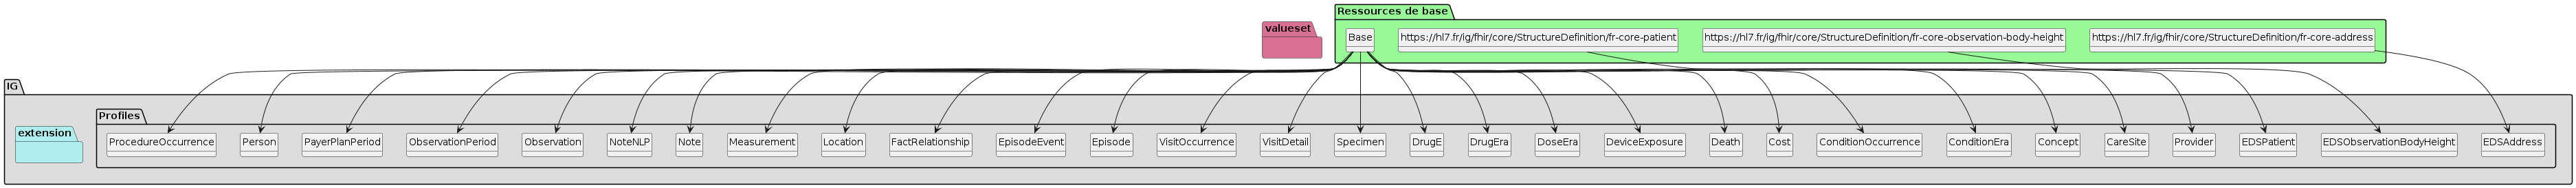 Ressources de base
valueset
Base
https://hl7.fr/ig/fhir/core/StructureDefinition/fr-core-patient
https://hl7.fr/ig/fhir/core/StructureDefinition/fr-core-observation-body-height
https://hl7.fr/ig/fhir/core/StructureDefinition/fr-core-address
IG
Profiles
extension
ProcedureOccurrence
Person
PayerPlanPeriod
ObservationPeriod
Observation
NoteNLP
Note
Measurement
Location
FactRelationship
EpisodeEvent
Episode
VisitOccurrence
VisitDetail
Specimen
DrugE
DrugEra
DoseEra
DeviceExposure
Death
Cost
ConditionOccurrence
ConditionEra
Concept
CareSite
Provider
EDSPatient
EDSObservationBodyHeight
EDSAddress